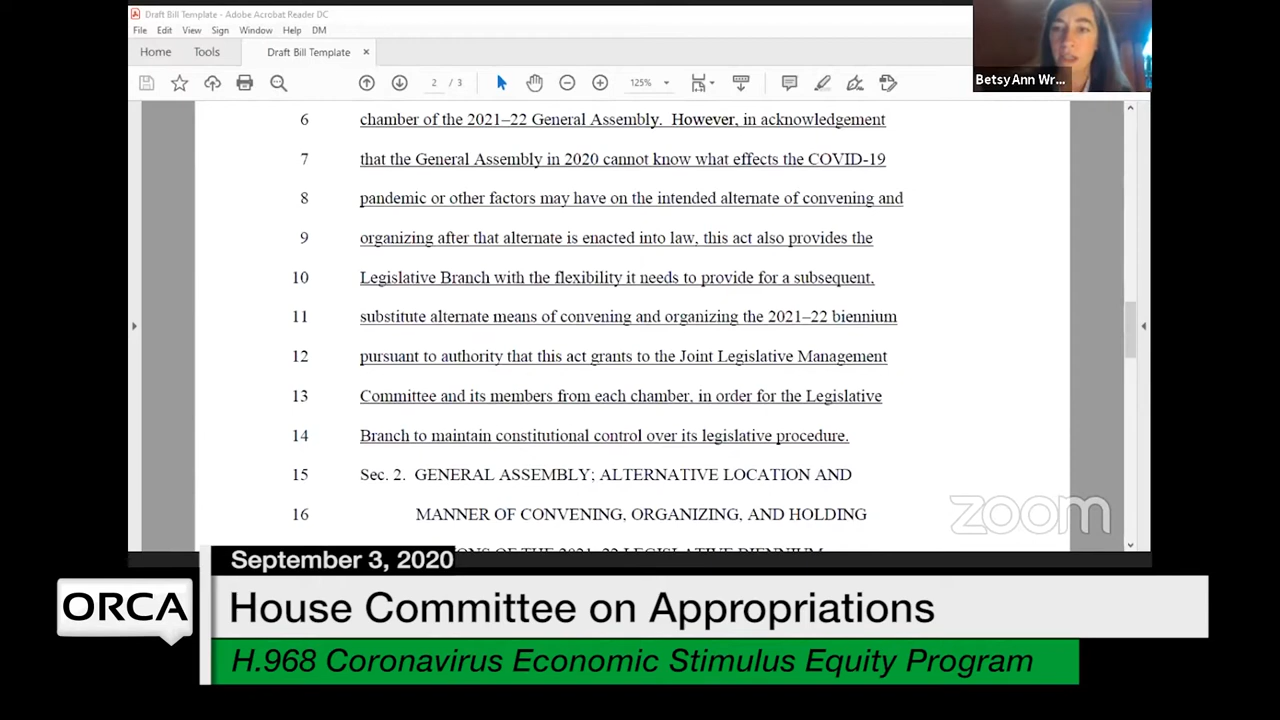 Draft Bill Template - Adobe Acrobat Reader DC
File Edit View Sign Window Help DM
Home Tools Draft Bill Template ×
2 / 3 125%
Betsy Ann Wr...
6 chamber of the 2021–22 General Assembly. However, in acknowledgement
7 that the General Assembly in 2020 cannot know what effects the COVID-19
8 pandemic or other factors may have on the intended alternate of convening and
9 organizing after that alternate is enacted into law, this act also provides the
10 Legislative Branch with the flexibility it needs to provide for a subsequent,
11 substitute alternate means of convening and organizing the 2021–22 biennium
12 pursuant to authority that this act grants to the Joint Legislative Management
13 Committee and its members from each chamber, in order for the Legislative
14 Branch to maintain constitutional control over its legislative procedure.
15 Sec. 2. GENERAL ASSEMBLY; ALTERNATIVE LOCATION AND
16 MANNER OF CONVENING, ORGANIZING, AND HOLDING
OF THE 2021–22 LEGISLATIVE BIENNIUM
zoom
September 3, 2020
ORCA
House Committee on Appropriations
H.968 Coronavirus Economic Stimulus Equity Program